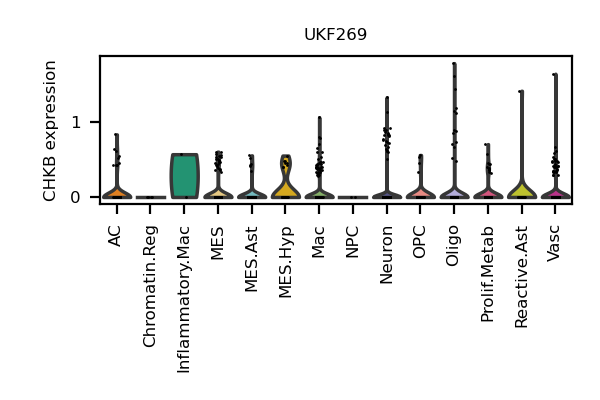 UKF269
CHKB expression
1
0
AC
Chromatin.Reg
Inflammatory.Mac
MES
MES.Ast
MES.Hyp
Mac
NPC
Neuron
OPC
Oligo
Prolif.Metab
Reactive.Ast
Vasc